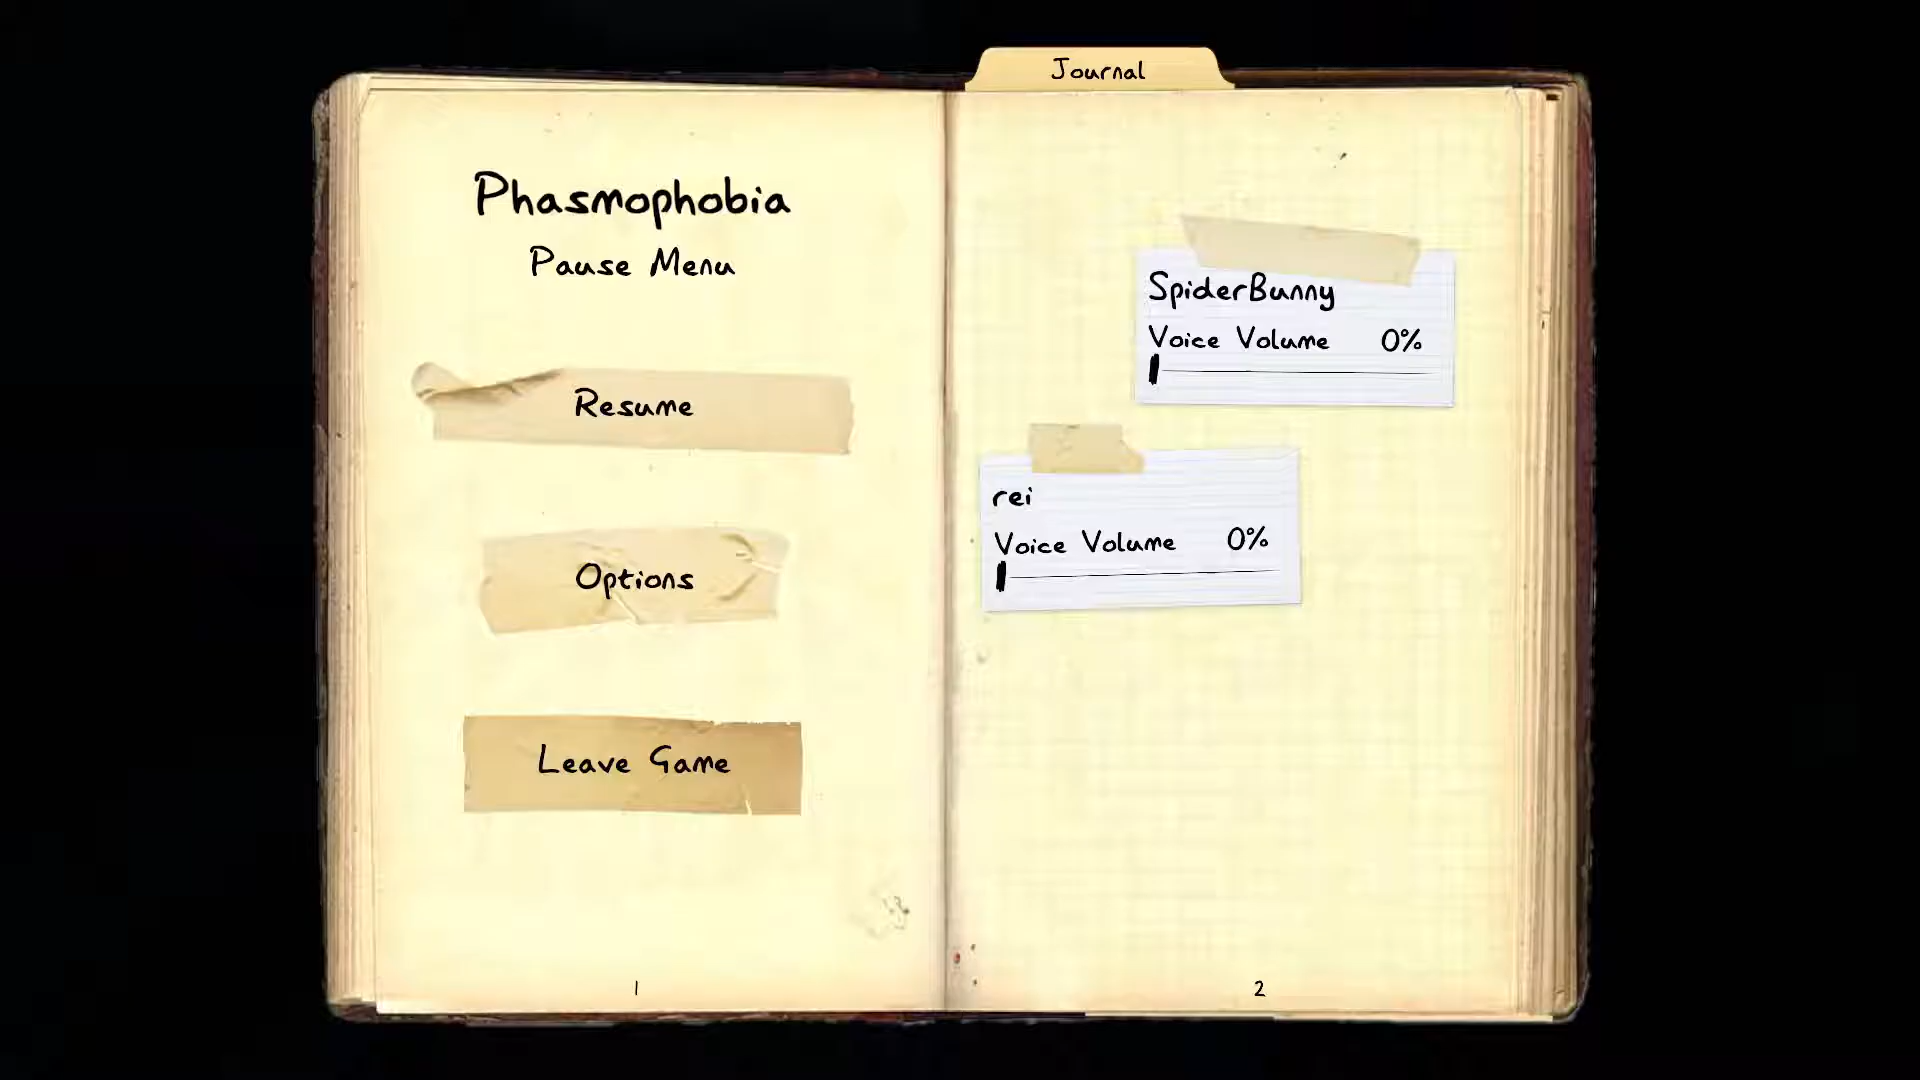 Journal
Phasmophobia
Pause Menu
Resume
Options
Leave Game
1
SpiderBunny
Voice Volume 0%
rei
Voice Volume 0%
2